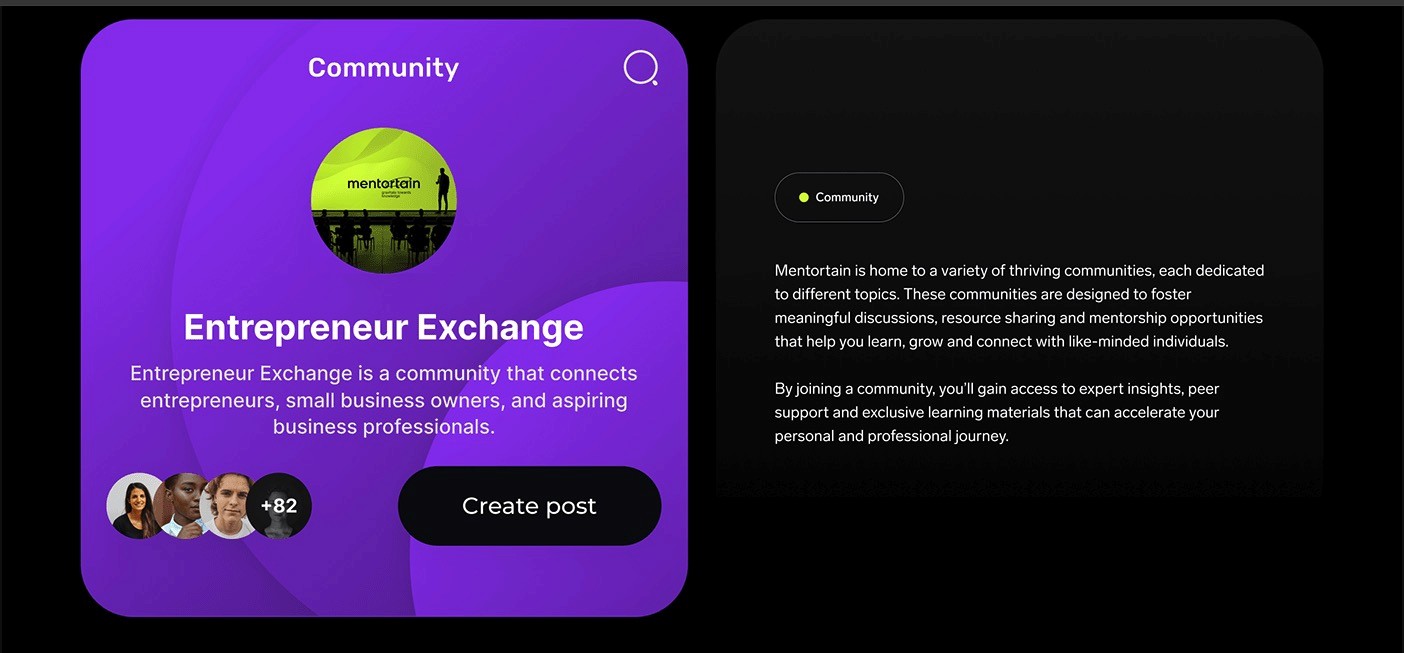 Community
mentortain
Entrepreneur Exchange
Entrepreneur Exchange is a community that connects
entrepreneurs, small business owners, and aspiring
business professionals.
+82
Create post
Community
Mentortain is home to a variety of thriving communities, each dedicated
to different topics. These communities are designed to foster
meaningful discussions, resource sharing and mentorship opportunities
that help you learn, grow and connect with like-minded individuals.
By joining a community, you'll gain access to expert insights, peer
support and exclusive learning materials that can accelerate your
personal and professional journey.